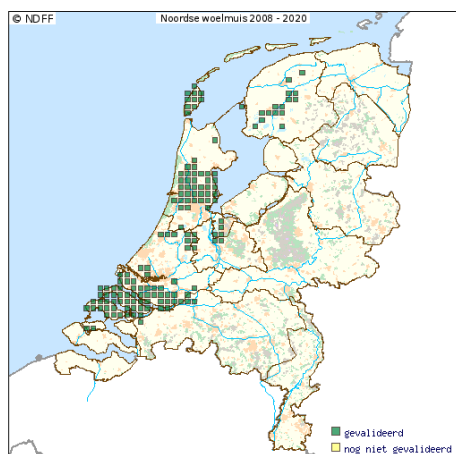 © NDFF
Noordse woelmuis 2008 - 2020
gevalideerd
nog niet gevalideerd